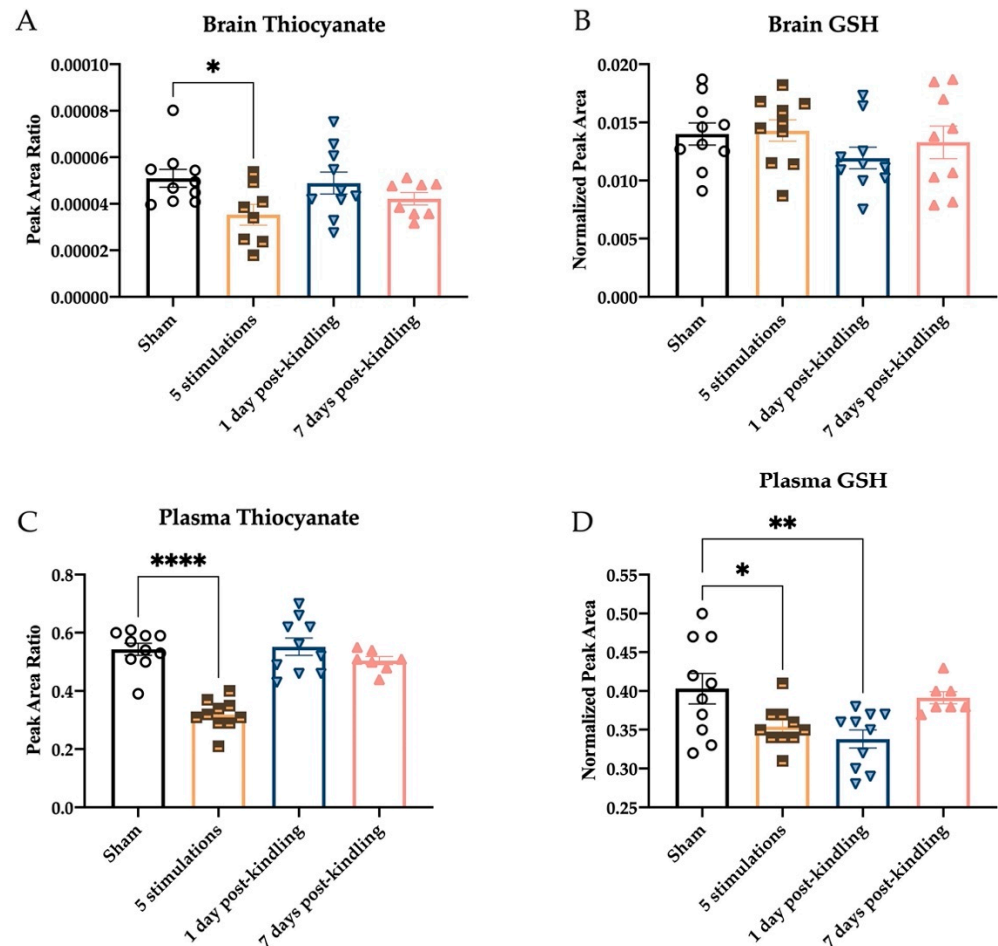 A
Brain Thiocyanate
Peak Area Ratio
0.00010
0.00008
0.00006
0.00004
0.00002
0.00000
*
Sham
5 stimulations
1 day post-kindling
7 days post-kindling
B
Brain GSH
Normalized Peak Area
0.020
0.015
0.010
0.005
0.000
Sham
5 stimulations
1 day post-kindling
7 days post-kindling
C
Plasma Thiocyanate
Peak Area Ratio
0.8
0.6
0.4
0.2
0.0
****
Sham
5 stimulations
1 day post-kindling
7 days post-kindling
Plasma GSH
D
Normalized Peak Area
0.55
0.50
0.45
0.40
0.35
0.30
0.25
**
*
Sham
5 stimulations
1 day post-kindling
7 days post-kindling